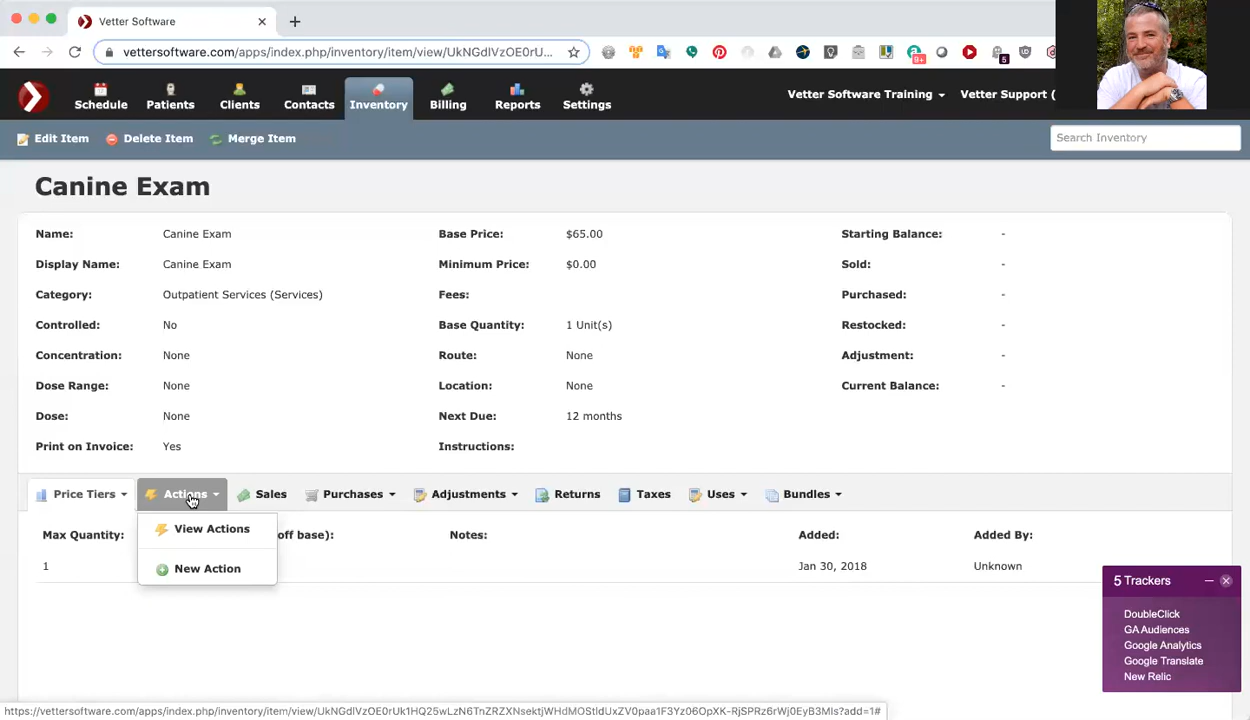 Vetter Software
vettersoftware.com/apps/index.php/inventory/item/view/UkNGdlVzOE0rU...
9+
5
Schedule Patients Clients Contacts Inventory Billing Reports Settings
Vetter Software Training Vetter Support (
Edit Item Delete Item Merge Item
Search Inventory
Canine Exam
Name: Canine Exam Base Price: $65.00 Starting Balance: -
Display Name: Canine Exam Minimum Price: $0.00 Sold: -
Category: Outpatient Services (Services) Fees: Purchased: -
Controlled: No Base Quantity: 1 Unit(s) Restocked: -
Concentration: None Route: None Adjustment: -
Dose Range: None Location: None Current Balance: -
Dose: None Next Due: 12 months
Print on Invoice: Yes Instructions:
Price Tiers Actions Sales Purchases Adjustments Returns Taxes Uses Bundles
View Actions
New Action
Max Quantity: off base): Notes: Added: Added By:
1 Jan 30, 2018 Unknown
5 Trackers
DoubleClick
GA Audiences
Google Analytics
Google Translate
New Relic